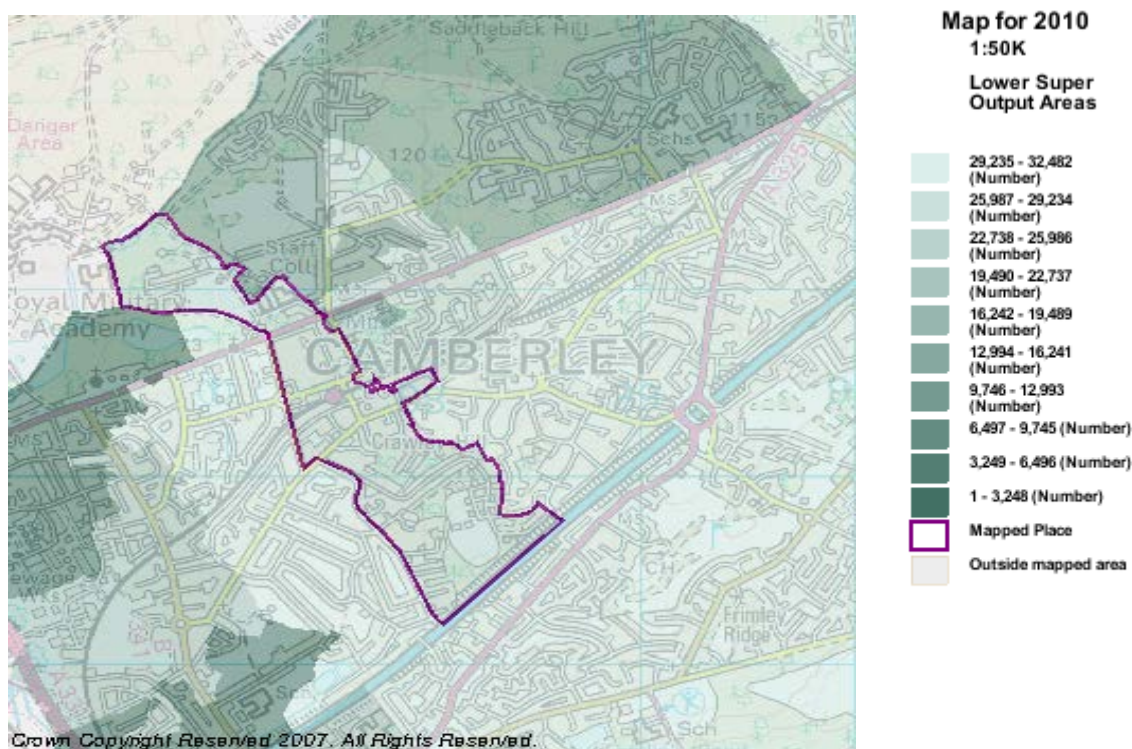 Map for 2010
1:50K
Lower Super
Output Areas
29,235 - 32,482
(Number)
25,987 - 29,234
(Number)
22,738 - 25,986
(Number)
19,490 - 22,737
(Number)
16,242 - 19,489
(Number)
12,994 - 16,241
(Number)
9,746 - 12,993
(Number)
6,497 - 9,745 (Number)
3,249 - 6,496 (Number)
1 - 3,248 (Number)
Mapped Place
Outside mapped area
Saddleback Hill
Danger
Area
120
115
Schs
A325
MS
Staff
Coll
oyal Military
Academy
CAMBERLEY
MS
Frimley
Ridge
Sch
Crown Copyright Reserved 2007. All Rights Reserved.